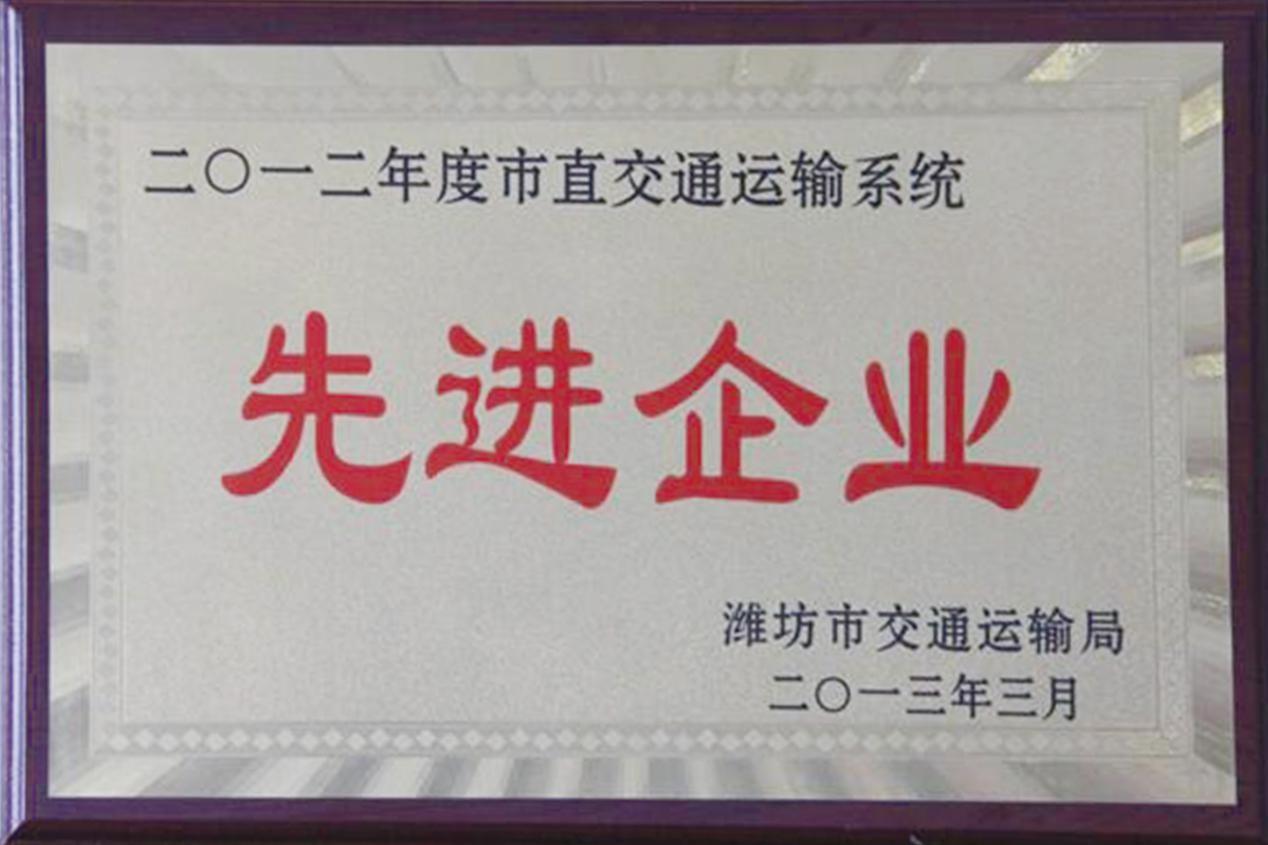 二〇一二年度市直交通运输系统
先进企业
潍坊市交通运输局
二〇一三年三月